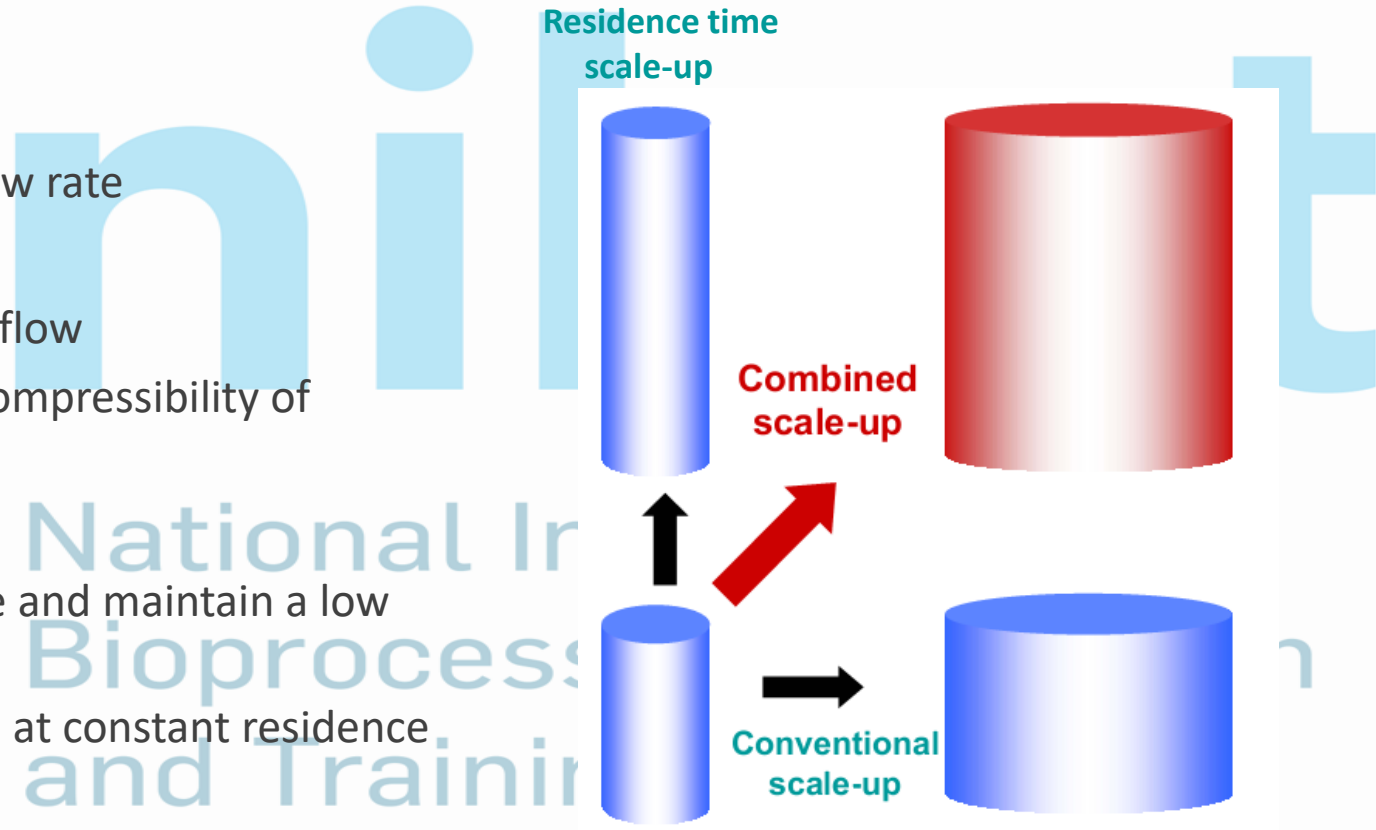 Residence time
scale-up
w rate
flow
ompressibility of
Combined
scale-up
National In
e and maintain a low
Bioprocess
n
at constant residence
and Trainin
Conventional
scale-up